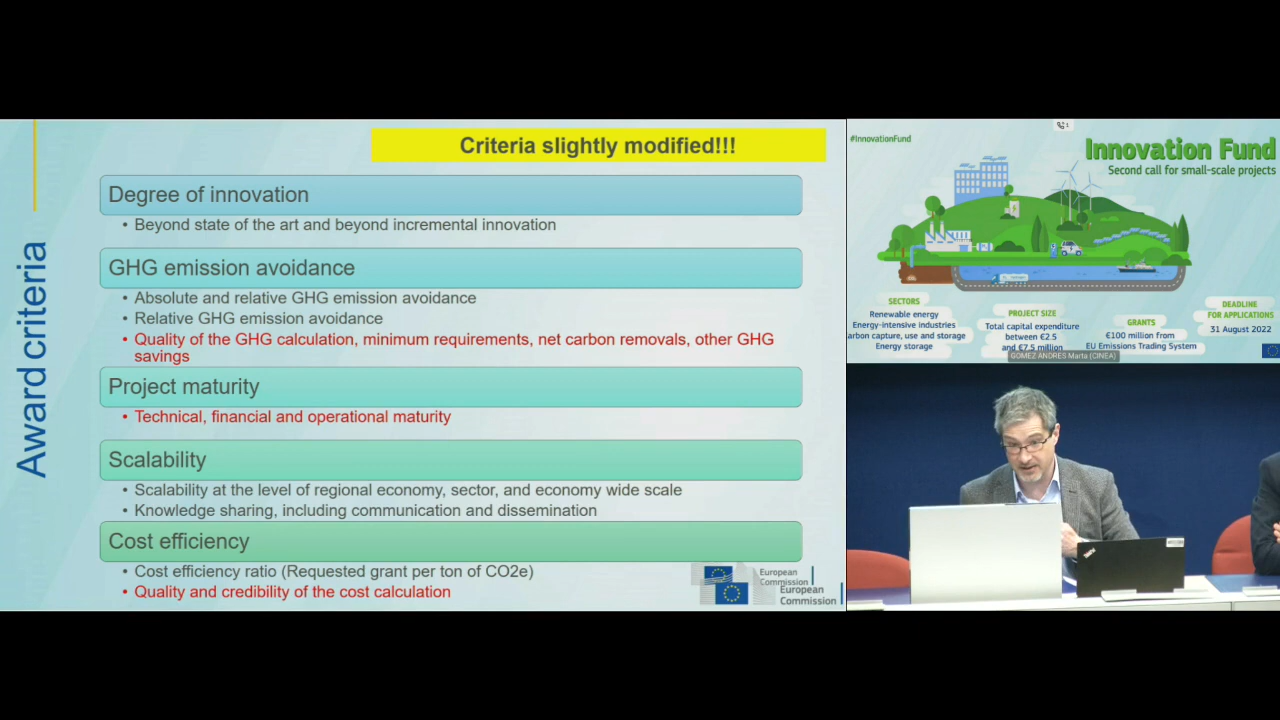 Criteria slightly modified!!!
Award criteria
Degree of innovation
• Beyond state of the art and beyond incremental innovation
GHG emission avoidance
• Absolute and relative GHG emission avoidance
• Relative GHG emission avoidance
• Quality of the GHG calculation, minimum requirements, net carbon removals, other GHG
savings
Project maturity
• Technical, financial and operational maturity
Scalability
• Scalability at the level of regional economy, sector, and economy wide scale
• Knowledge sharing, including communication and dissemination
Cost efficiency
• Cost efficiency ratio (Requested grant per ton of CO2e)
• Quality and credibility of the cost calculation
European
Commission
European
Commission
1
#InnovationFund
Innovation Fund
Second call for small-scale projects
SECTORS
Renewable energy
Energy-intensive industries
arbon capture, use and storage
Energy storage
PROJECT SIZE
Total capital expenditure
between €2.5
and €7.5 million
GRANTS
€100 million from
EU Emissions Trading System
DEADLINE
FOR APPLICATIONS
31 August 2022
GOMEZ ANDRES Marta (CINEA)
ThinkPad